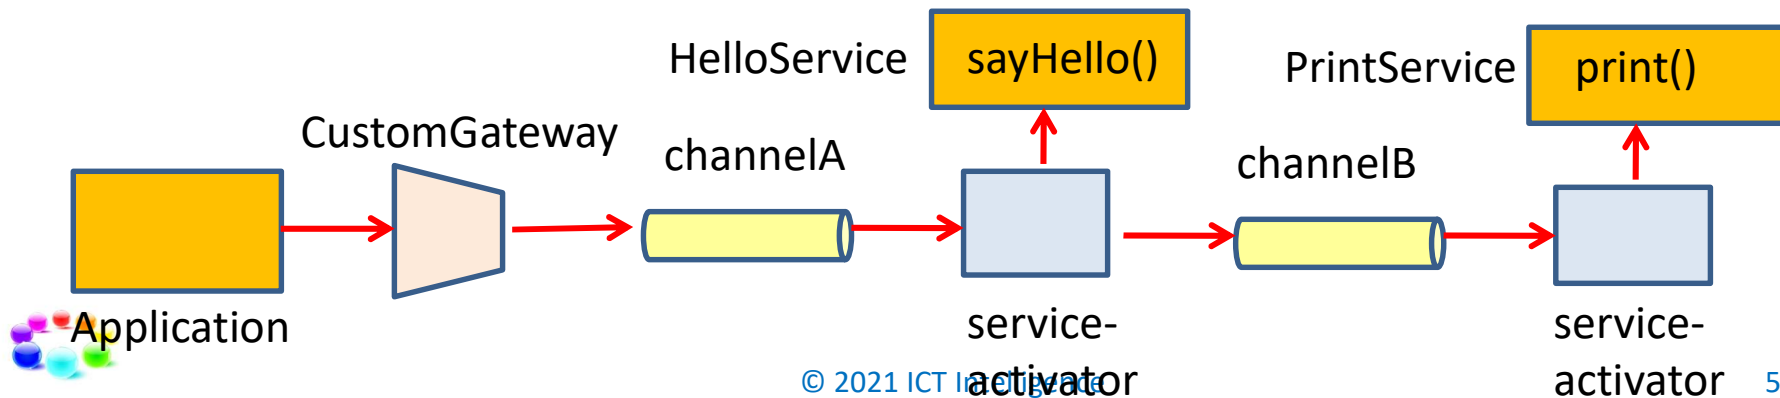 HelloService
sayHello()
PrintService
print()
CustomGateway
channelA
channelB
Application
service-
activator
service-
activator
© 2021 ICT Intelligence
5